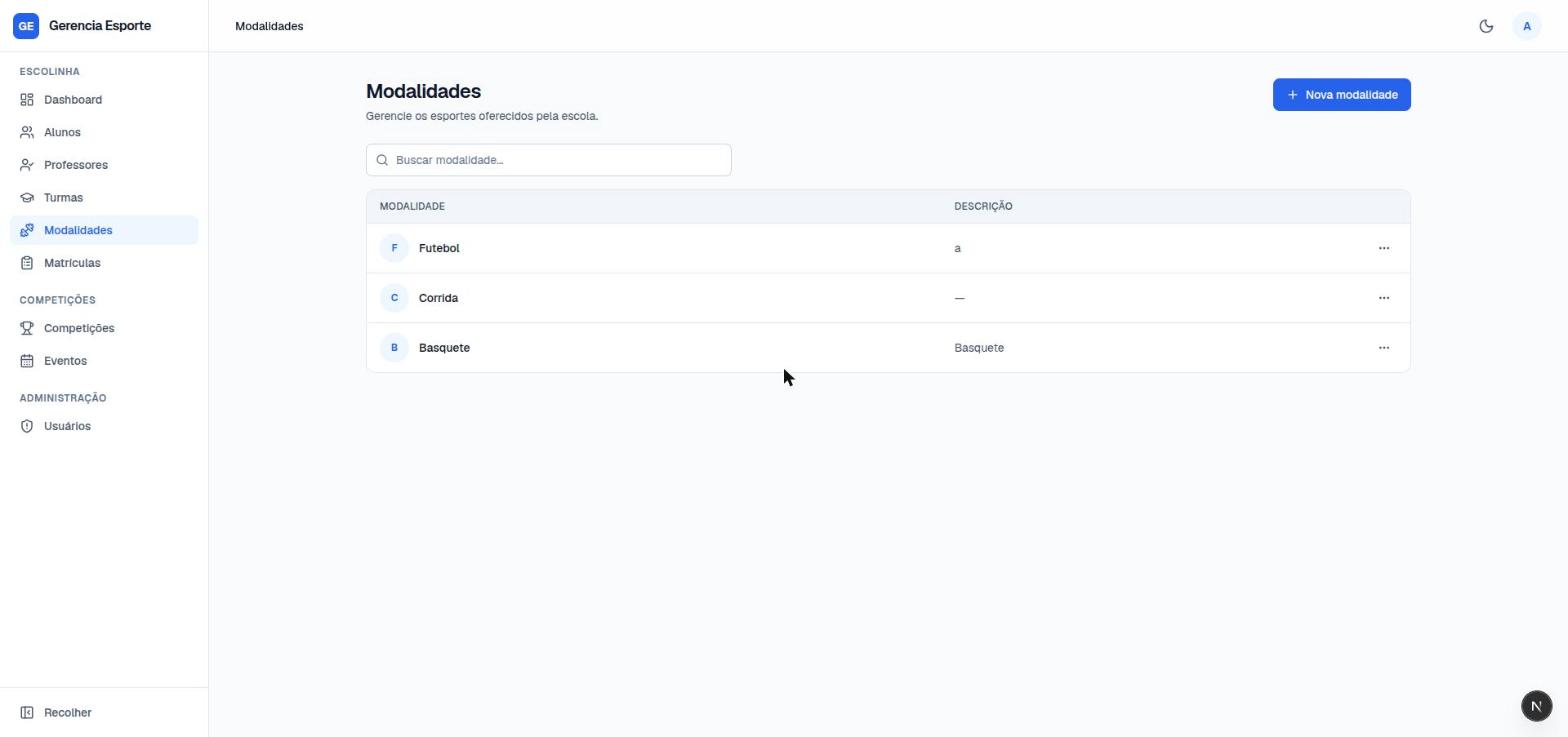 GE Gerencia Esporte
Modalidades
A
ESCOLINHA
Dashboard
Alunos
Professores
Turmas
Modalidades
Matrículas
COMPETIÇÕES
Competições
Eventos
ADMINISTRAÇÃO
Usuários
Recolher
Modalidades
Gerencie os esportes oferecidos pela escola.
+ Nova modalidade
Buscar modalidade...
MODALIDADE DESCRIÇÃO
F Futebol a ...
C Corrida — ...
B Basquete Basquete ...
N